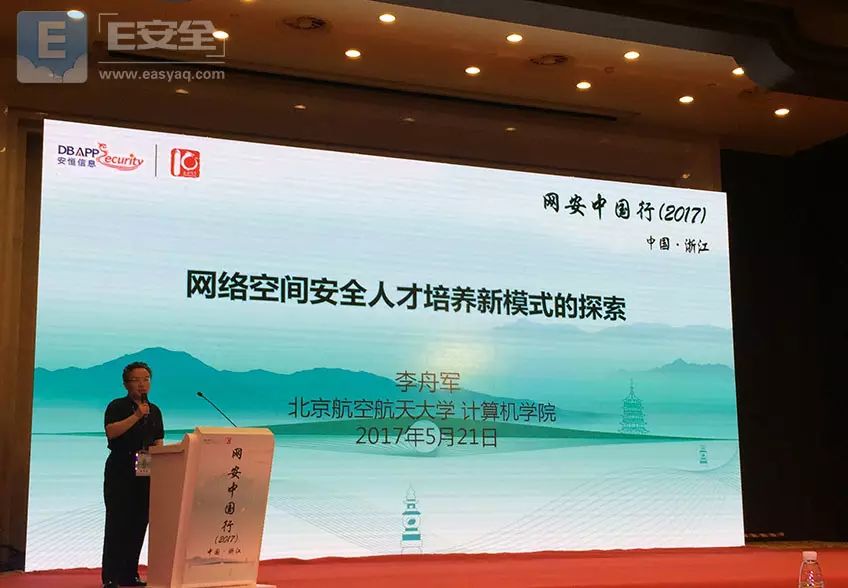 E安全
www.easyaq.com
DBAPP Security
安恒信息
网安中国行(2017)
中国·浙江
网络空间安全人才培养新模式的探索
李舟军
北京航空航天大学 计算机学院
2017年5月21日
网安中国行
(2017)
中国·浙江